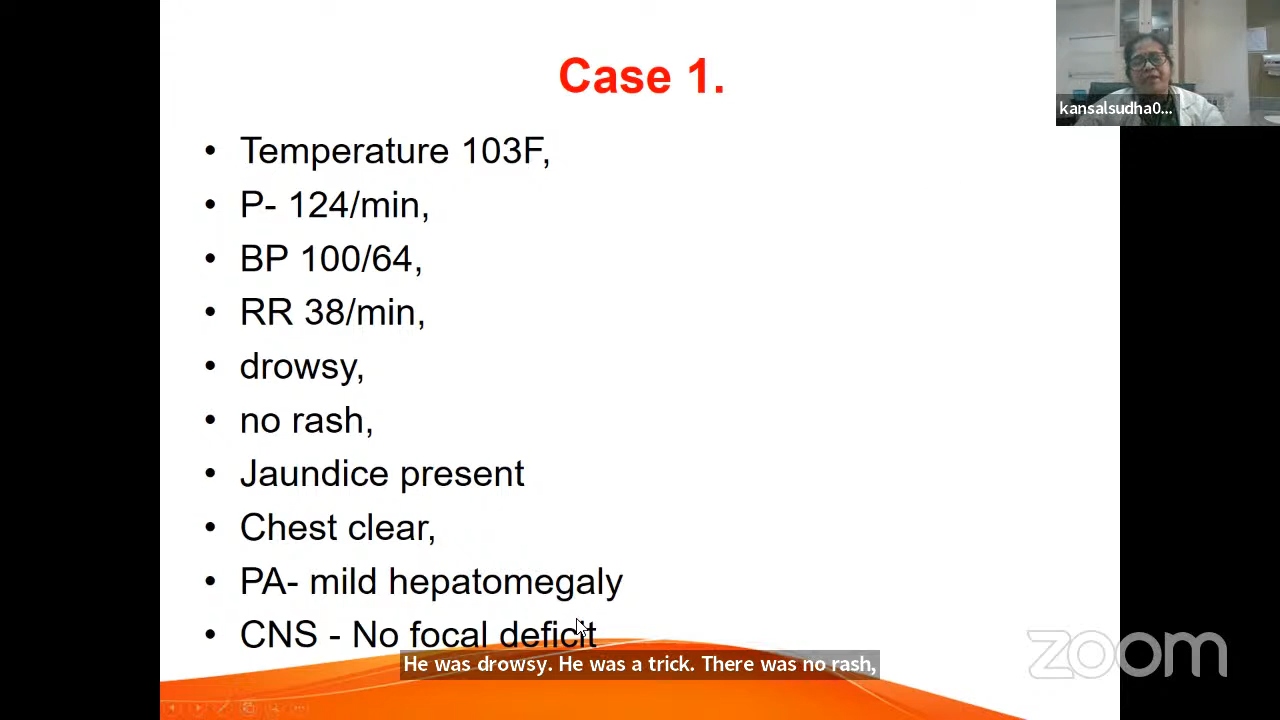 Case 1.
• Temperature 103F,
• P- 124/min,
• BP 100/64,
• RR 38/min,
• drowsy,
• no rash,
• Jaundice present
• Chest clear,
• PA- mild hepatomegaly
• CNS - No focal deficit
He was drowsy. He was a trick. There was no rash,
kansalsudha0...
zoom